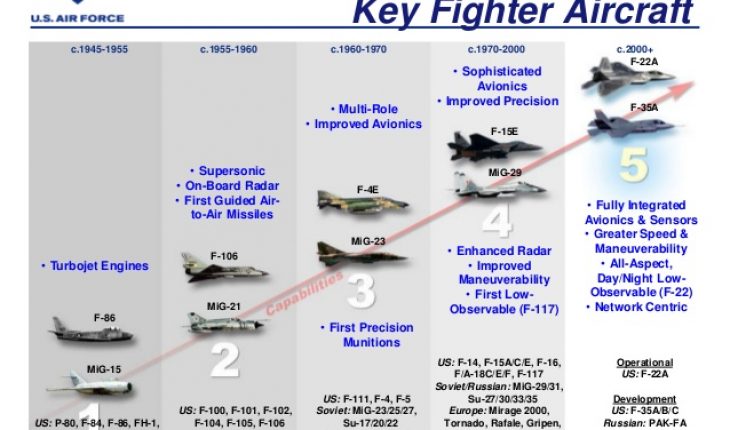 U.S. AIR FORCE
Key Fighter Aircraft
c.1945-1955
• Turbojet Engines
F-86
MiG-15
1
US: P-80, F-84, F-86, FH-1,
c.1955-1960
• Supersonic
• On-Board Radar
• First Guided Air-
to-Air Missiles
F-106
MiG-21
2
US: F-100, F-101, F-102,
F-104, F-105, F-106
c.1960-1970
• Multi-Role
• Improved Avionics
F-4E
MiG-23
3
• First Precision
Munitions
US: F-111, F-4, F-5
Soviet: MiG-23/25/27,
Su-17/20/22
c.1970-2000
• Sophisticated
Avionics
• Improved Precision
F-15E
MiG-29
4
• Enhanced Radar
• Improved
Maneuverability
• First Low-
Observable (F-117)
US: F-14, F-15A/C/E, F-16,
F/A-18C/E/F, F-117
Soviet/Russian: MiG-29/31,
Su-27/30/33/35
Europe: Mirage 2000,
Tornado, Rafale, Gripen,
c.2000+
F-22A
F-35A
5
• Fully Integrated
Avionics & Sensors
• Greater Speed &
Maneuverability
• All-Aspect,
Day/Night Low-
Observable (F-22)
• Network Centric
Operational
US: F-22A
Development
US: F-35A/B/C
Russian: PAK-FA
Capabilities